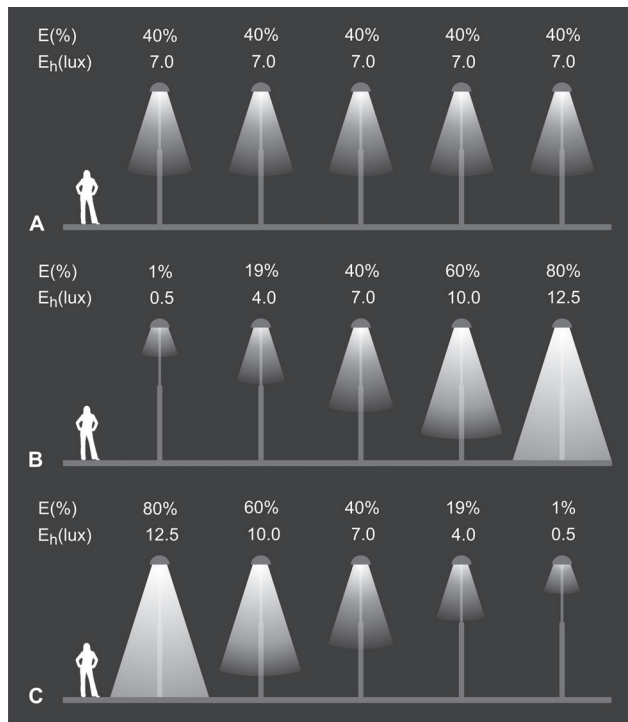 E(%) 40% 40% 40% 40% 40%
Eh(lux) 7.0 7.0 7.0 7.0 7.0
A
E(%) 1% 19% 40% 60% 80%
Eh(lux) 0.5 4.0 7.0 10.0 12.5
B
E(%) 80% 60% 40% 19% 1%
Eh(lux) 12.5 10.0 7.0 4.0 0.5
C